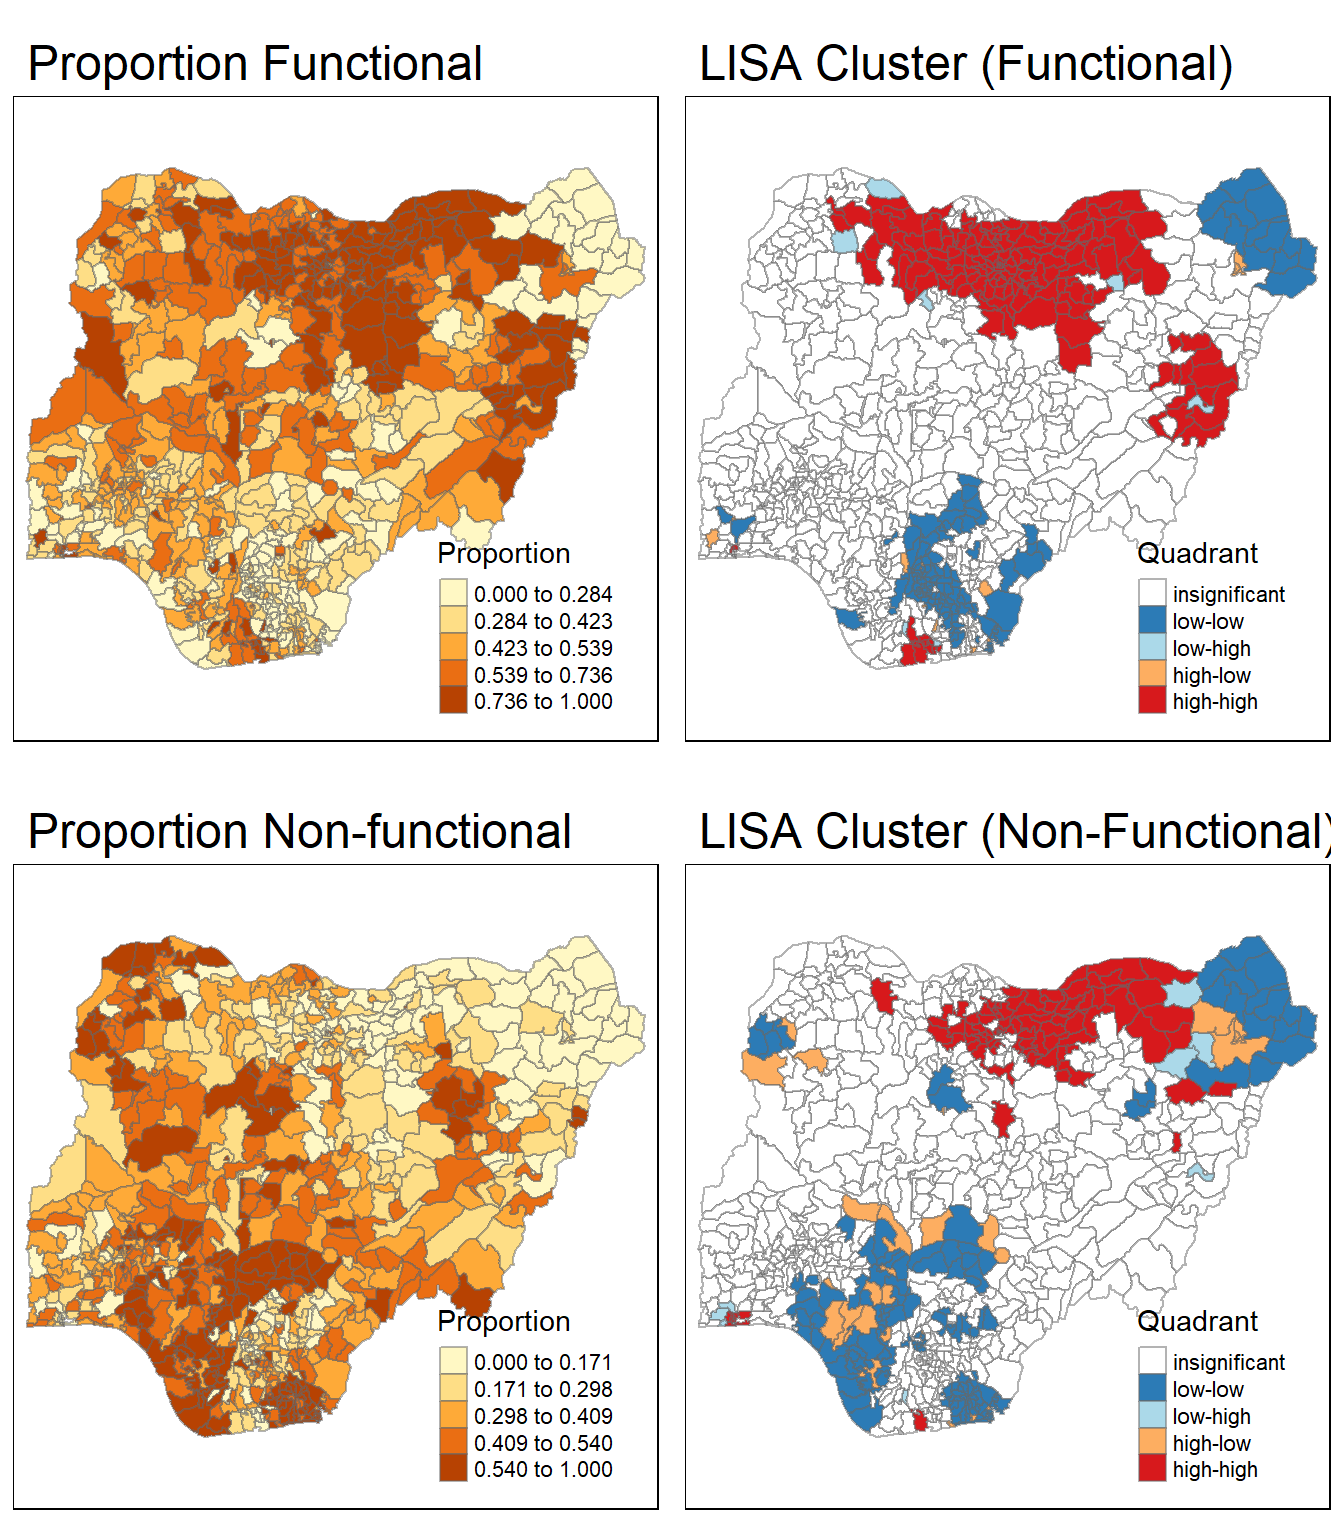 Proportion Functional
Proportion
0.000 to 0.284
0.284 to 0.423
0.423 to 0.539
0.539 to 0.736
0.736 to 1.000
LISA Cluster (Functional)
Quadrant
insignificant
low-low
low-high
high-low
high-high
Proportion Non-functional
Proportion
0.000 to 0.171
0.171 to 0.298
0.298 to 0.409
0.409 to 0.540
0.540 to 1.000
LISA Cluster (Non-Functional)
Quadrant
insignificant
low-low
low-high
high-low
high-high